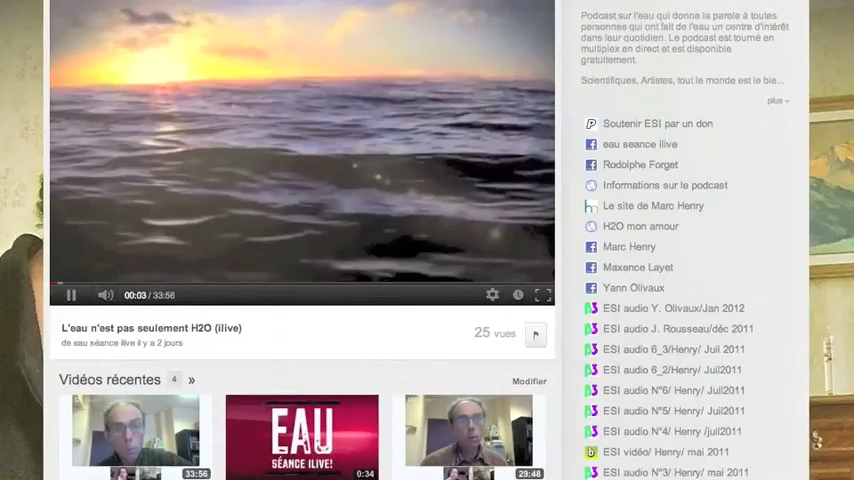 Podcast sur l'eau qui donne la parole à toutes
personnes qui ont fait de l'eau un centre d'intérêt
dans leur quotidien. Le podcast est tourné en
multiplex en direct et est disponible
gratuitement.
Scientifiques, Artistes, tout le monde est le bie...
plus
Soutenir ESI par un don
eau seance ilive
Rodolphe Forget
Informations sur le podcast
Le site de Marc Henry
H2O mon amour
Marc Henry
Maxence Layet
Yann Olivaux
ESI audio Y. Olivaux/Jan 2012
ESI audio J. Rousseau/déc 2011
ESI audio 6_3/Henry/ Juil 2011
ESI audio 6_2/Henry/ Juil 2011
ESI audio N°6/ Henry/ Juil2011
ESI audio N°5/ Henry/ Juil2011
ESI audio N°4/ Henry /juil2011
ESI vidéo/ Henry/ mai 2011
ESI audio N°3/ Henry/ mai 2011
00:03 / 33:56
L'eau n'est pas seulement H2O (ilive)
de eau séance ilive il y a 2 jours
25 vues
Vidéos récentes 4 »
Modifier
EAU
SÉANCE ILIVE!
33:56
0:34
29:48